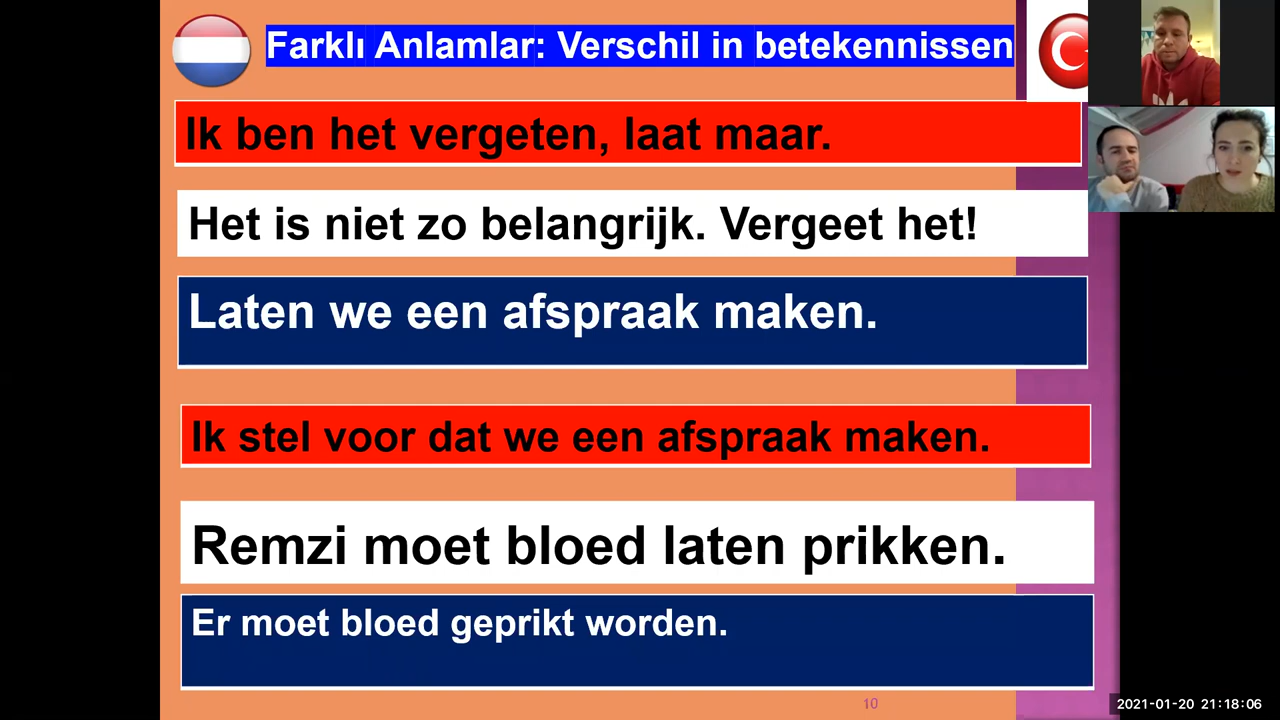 Farklı Anlamlar: Verschil in betekennissen
Ik ben het vergeten, laat maar.
Het is niet zo belangrijk. Vergeet het!
Laten we een afspraak maken.
Ik stel voor dat we een afspraak maken.
Remzi moet bloed laten prikken.
Er moet bloed geprikt worden.
10
2021-01-20 21:18:06